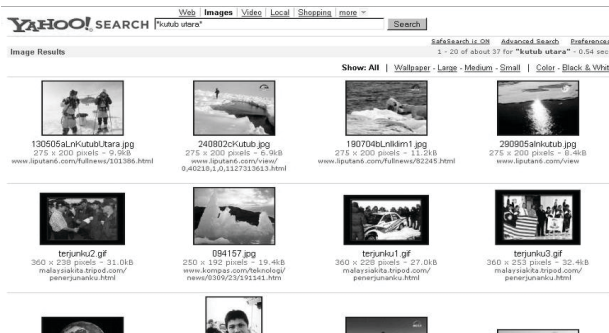 Web | Images | Video | Local | Shopping | more
YAHOO! SEARCH "kutub utara" Search
SafeSearch is ON Advanced Search Preferences
Image Results 1 - 20 of about 37 for "kutub utara" - 0.54 sec
Show: All | Wallpaper - Large - Medium - Small | Color - Black & Whit
130505aLnKutubUtara.jpg
275 x 200 pixels - 9.9kB
www.liputan6.com/fullnews/101386.html
240802cKutub.jpg
275 x 200 pixels - 6.9kB
www.liputan6.com/view/
0,40218,1,0,1127313613.html
190704bLnIklim1.jpg
275 x 200 pixels - 11.2kB
www.liputan6.com/fullnews/82245.html
290905alnkutub.jpg
275 x 200 pixels - 8.4kB
www.liputan6.com/view
terjunku2.gif
360 x 238 pixels - 31.0kB
malaysiakita.tripod.com/
penerjunanku.html
094157.jpg
250 x 192 pixels - 19.4kB
www.kompas.com/teknologi/
news/0309/23/191141.htm
terjunku1.gif
360 x 228 pixels - 27.0kB
malaysiakita.tripod.com/
penerjunanku.html
terjunku3.gif
360 x 253 pixels - 32.4kB
malaysiakita.tripod.com/
penerjunanku.html